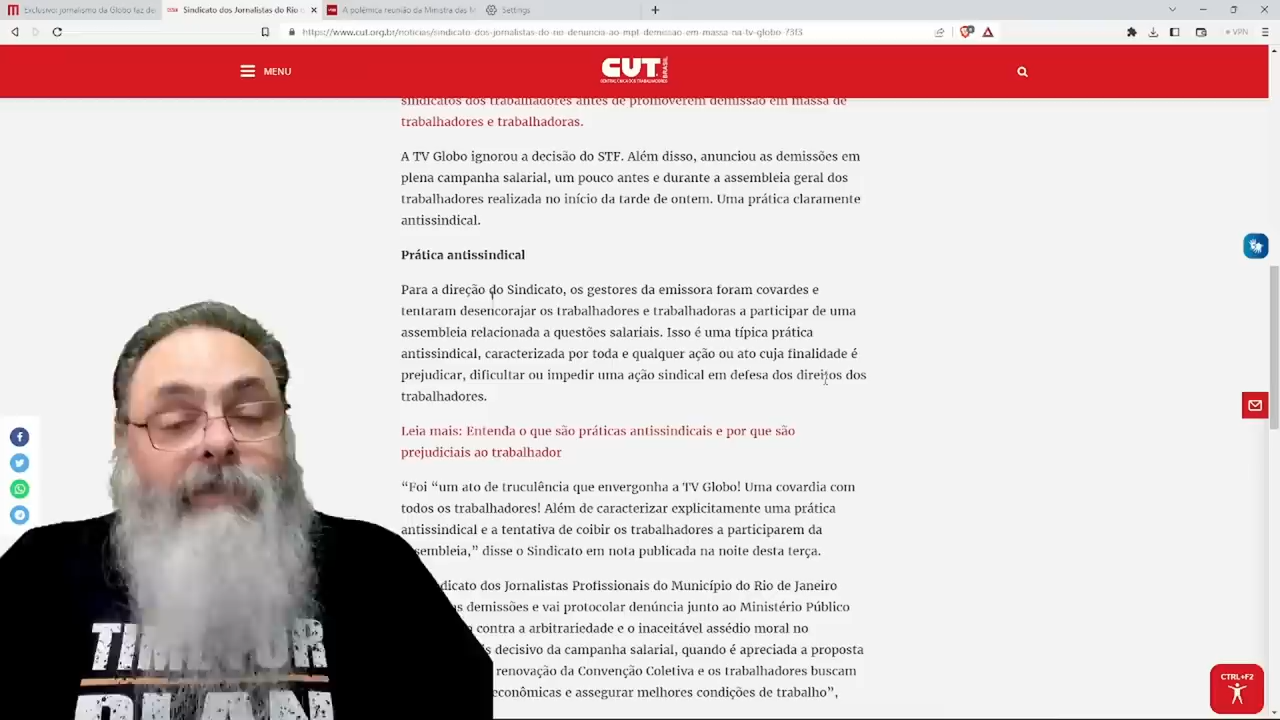 Exclusivo: jornalismo da Globo faz de
Sindicato dos Jornalistas do Rio
A polêmica reunião da Ministra das M
Settings
https://www.cut.org.br/noticias/sindicato-dos-jornalistas-do-rio-denuncia-ao-mpt-demissao-em-massa-na-tv-globo-73f3
VPN
MENU
CUT
BRASIL
CENTRAL ÚNICA DOS TRABALHADORES
sindicatos dos trabalhadores antes de promoverem demissão em massa de
trabalhadores e trabalhadoras.
A TV Globo ignorou a decisão do STF. Além disso, anunciou as demissões em
plena campanha salarial, um pouco antes e durante a assembleia geral dos
trabalhadores realizada no início da tarde de ontem. Uma prática claramente
antissindical.
Prática antissindical
Para a direção do Sindicato, os gestores da emissora foram covardes e
tentaram desencorajar os trabalhadores e trabalhadoras a participar de uma
assembleia relacionada a questões salariais. Isso é uma típica prática
antissindical, caracterizada por toda e qualquer ação ou ato cuja finalidade é
prejudicar, dificultar ou impedir uma ação sindical em defesa dos direitos dos
trabalhadores.
Leia mais: Entenda o que são práticas antissindicais e por que são
prejudiciais ao trabalhador
“Foi “um ato de truculência que envergonha a TV Globo! Uma covardia com
todos os trabalhadores! Além de caracterizar explicitamente uma prática
antissindical e a tentativa de coibir os trabalhadores a participarem da
sembleia,” disse o Sindicato em nota publicada na noite desta terça.
dicato dos Jornalistas Profissionais do Município do Rio de Janeiro
as demissões e vai protocolar denúncia junto ao Ministério Público
contra a arbitrariedade e o inaceitável assédio moral no
is decisivo da campanha salarial, quando é apreciada a proposta
renovação da Convenção Coletiva e os trabalhadores buscam
conômicas e assegurar melhores condições de trabalho”,
CTRL+F2